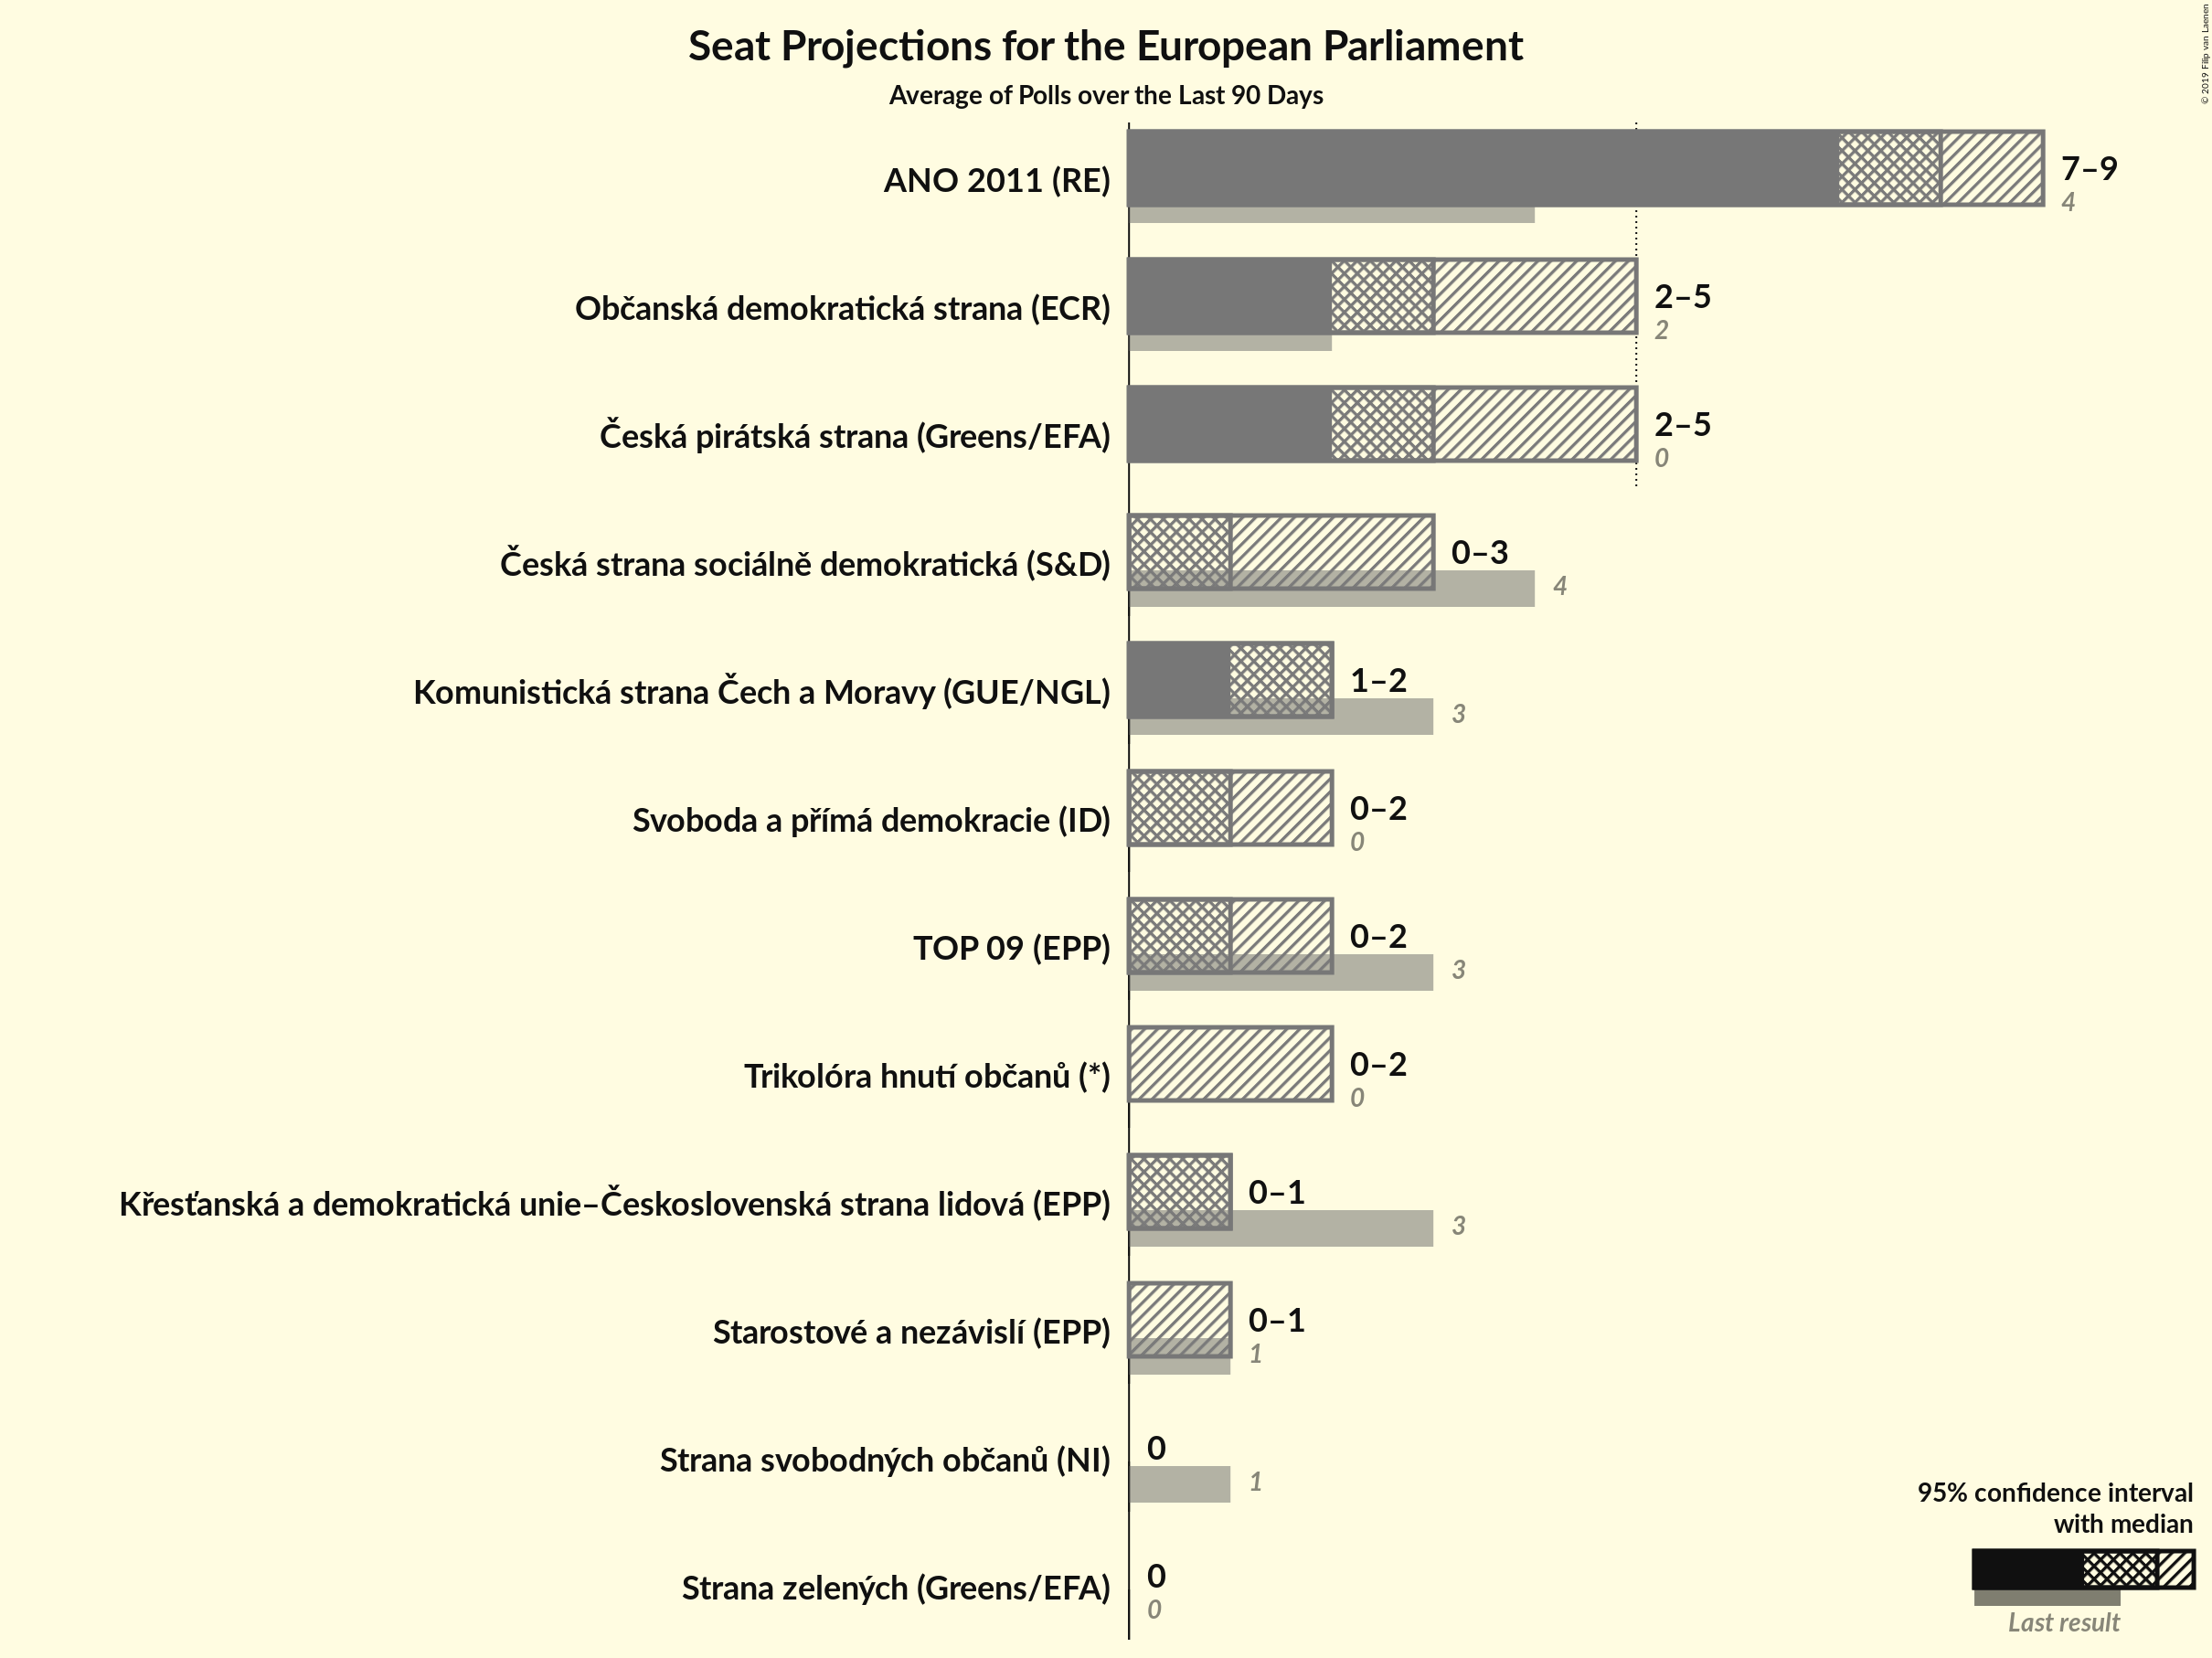 Seat Projections for the European Parliament
Average of Polls over the Last 90 Days
© 2019 Filip van Laenen
ANO 2011 (RE)
7–9
4
Občanská demokratická strana (ECR)
2–5
2
Česká pirátská strana (Greens/EFA)
2–5
0
Česká strana sociálně demokratická (S&D)
0–3
4
Komunistická strana Čech a Moravy (GUE/NGL)
1–2
3
Svoboda a přímá demokracie (ID)
0–2
0
TOP 09 (EPP)
0–2
3
Trikolóra hnutí občanů (*)
0–2
0
Křesťanská a demokratická unie–Československá strana lidová (EPP)
0–1
3
Starostové a nezávislí (EPP)
0–1
1
Strana svobodných občanů (NI)
0
1
Strana zelených (Greens/EFA)
0
0
95% confidence interval
with median
Last result